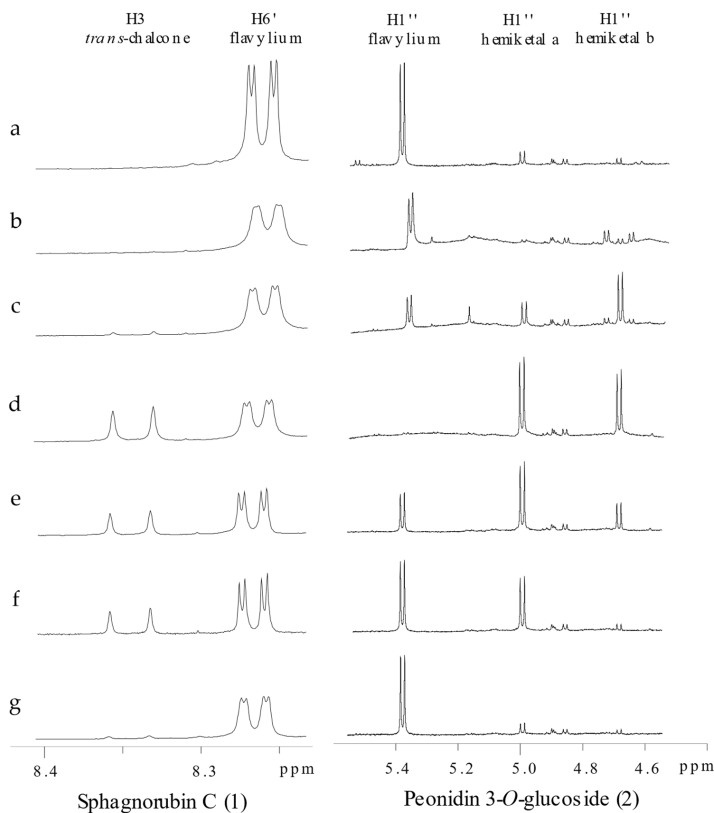 H3
trans-chalcone
H6'
flavylium
H1''
flavylium
H1''
hemiketal a
H1''
hemiketal b
a
b
c
d
e
f
g
8.4
8.3
ppm
5.4
5.2
5.0
4.8
4.6
ppm
Sphagnorubin C (1)
Peonidin 3-O-glucoside (2)